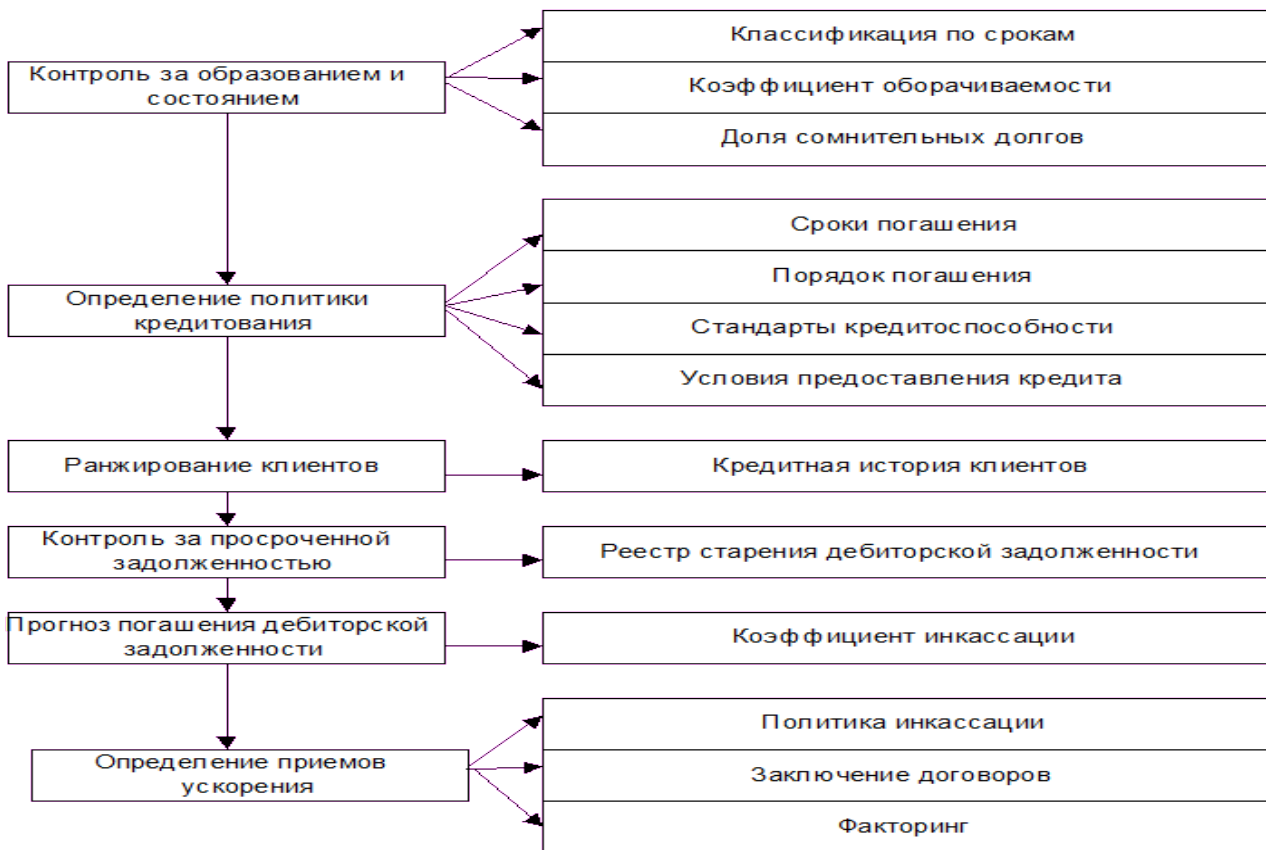 Контроль за образованием и
состоянием
Классификация по срокам
Коэффициент оборачиваемости
Доля сомнительных долгов
Определение политики
кредитования
Сроки погашения
Порядок погашения
Стандарты кредитоспособности
Условия предоставления кредита
Ранжирование клиентов
Кредитная история клиентов
Контроль за просроченной
задолженностью
Реестр старения дебиторской задолженности
Прогноз погашения дебиторской
задолженности
Коэффициент инкассации
Определение приемов
ускорения
Политика инкассации
Заключение договоров
Факторинг